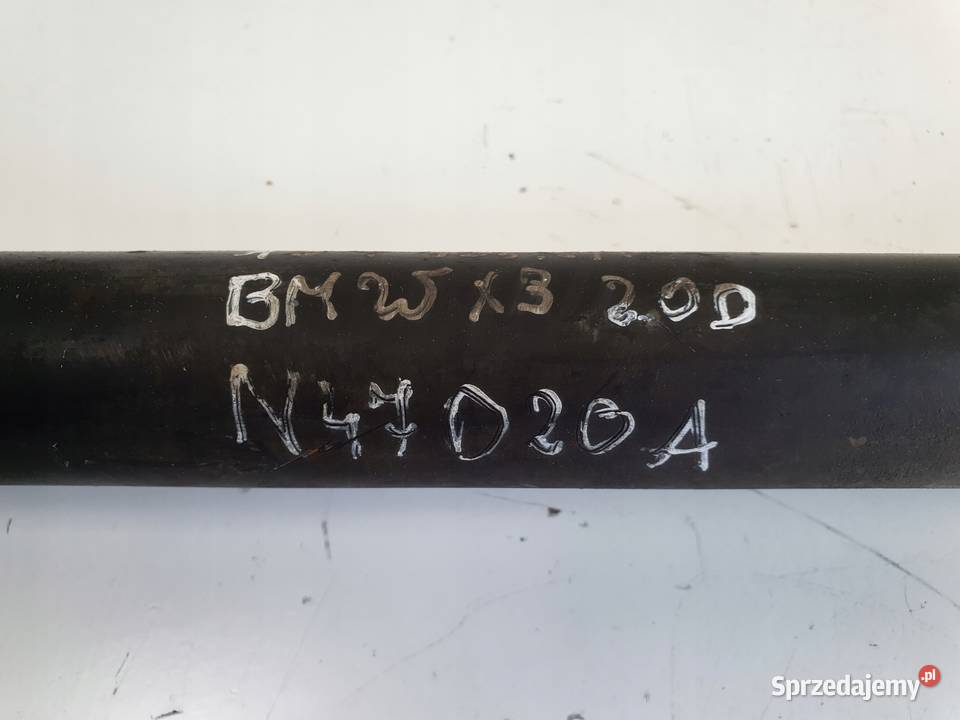 BMW X3 2.0D
N47D20A
Sprzedajemy.pl